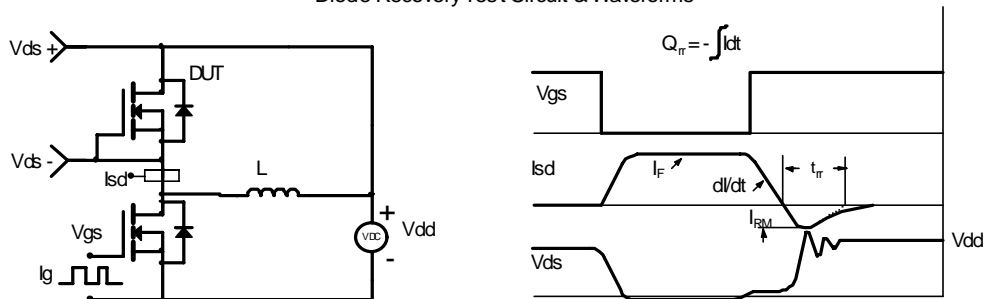 Diode Recovery Test Circuit & Waveforms
Vds +
DUT
Vds -
Isd
L
Vgs
Ig
+
VDC
-
Vdd
Qrr = - ∫Idt
Vgs
Isd
IF
dI/dt
trr
IRM
Vdd
Vds